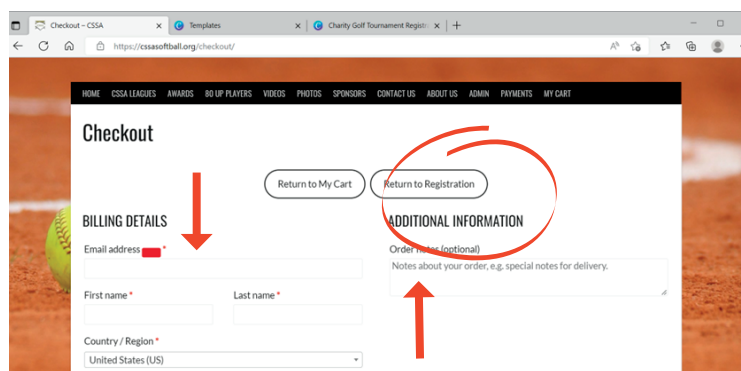 Checkout – CSSA
Templates
Charity Golf Tournament Registr
https://cssasoftball.org/checkout/
HOME CSSA LEAGUES AWARDS 80 UP PLAYERS VIDEOS PHOTOS SPONSORS CONTACT US ABOUT US ADMIN PAYMENTS MY CART
Checkout
Return to My Cart Return to Registration
BILLING DETAILS
Email address *
First name * Last name *
Country / Region *
United States (US)
ADDITIONAL INFORMATION
Order notes (optional)
Notes about your order, e.g. special notes for delivery.